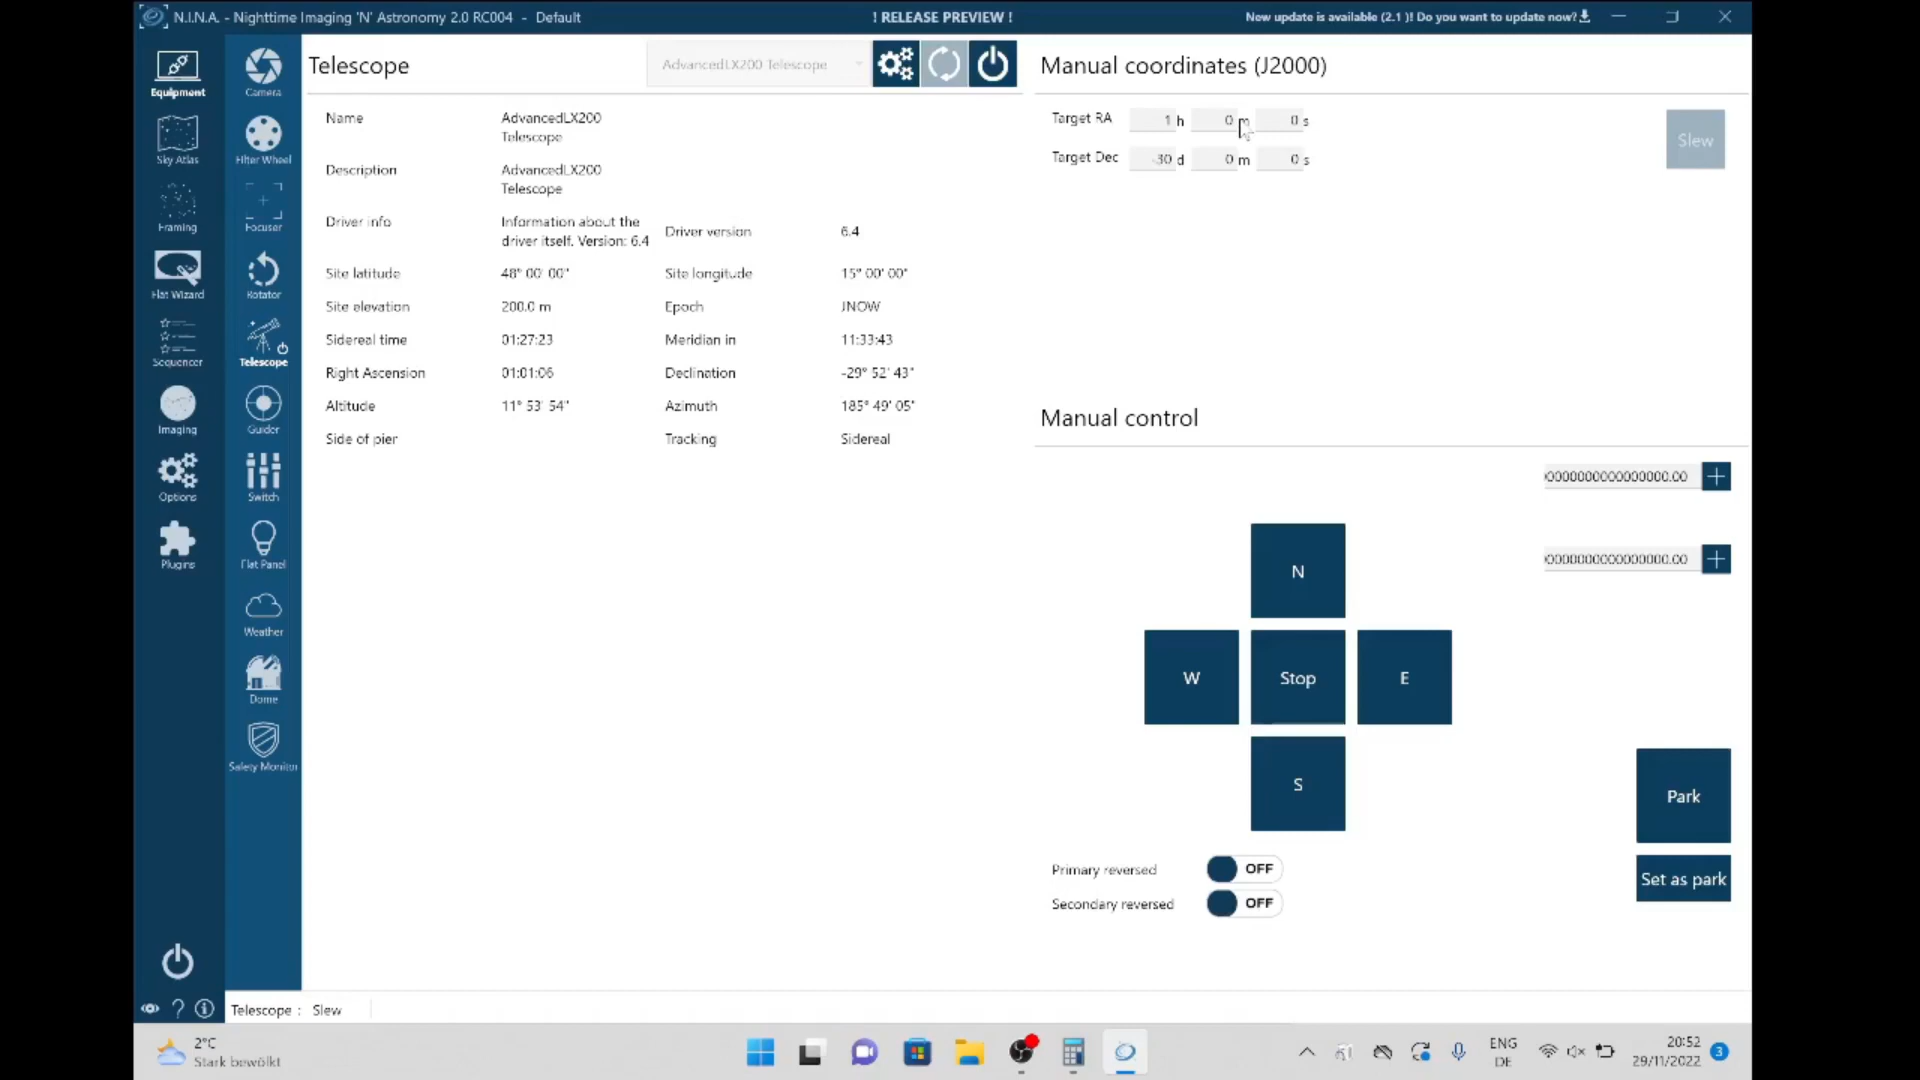 N.I.N.A. - Nighttime Imaging 'N' Astronomy 2.0 RC004 - Default
! RELEASE PREVIEW !
New update is available (2.1 )! Do you want to update now?
Equipment
Sky Atlas
Framing
Flat Wizard
Sequencer
Imaging
Options
Plugins
Camera
Filter Wheel
Focuser
Rotator
Telescope
Guider
Switch
Flat Panel
Weather
Dome
Safety Monitor
Telescope
AdvancedLX200 Telescope
Name
AdvancedLX200
Telescope
Description
AdvancedLX200
Telescope
Driver info
Information about the
driver itself. Version: 6.4
Driver version
6.4
Site latitude 48° 00' 00" Site longitude 15° 00' 00"
Site elevation 200.0 m Epoch JNOW
Sidereal time 01:27:23 Meridian in 11:33:43
Right Ascension 01:01:06 Declination -29° 52' 43"
Altitude 11° 53' 54" Azimuth 185° 49' 05"
Side of pier Tracking Sidereal
Manual coordinates (J2000)
Target RA 1 h 0 m 0 s
Target Dec -30 d 0 m 0 s
Slew
Manual control
0000000000000000.00 +
0000000000000000.00 +
N
W Stop E
S
Park
Set as park
Primary reversed OFF
Secondary reversed OFF
Telescope : Slew
2°C
Stark bewölkt
ENG
DE
20:52
29/11/2022
3